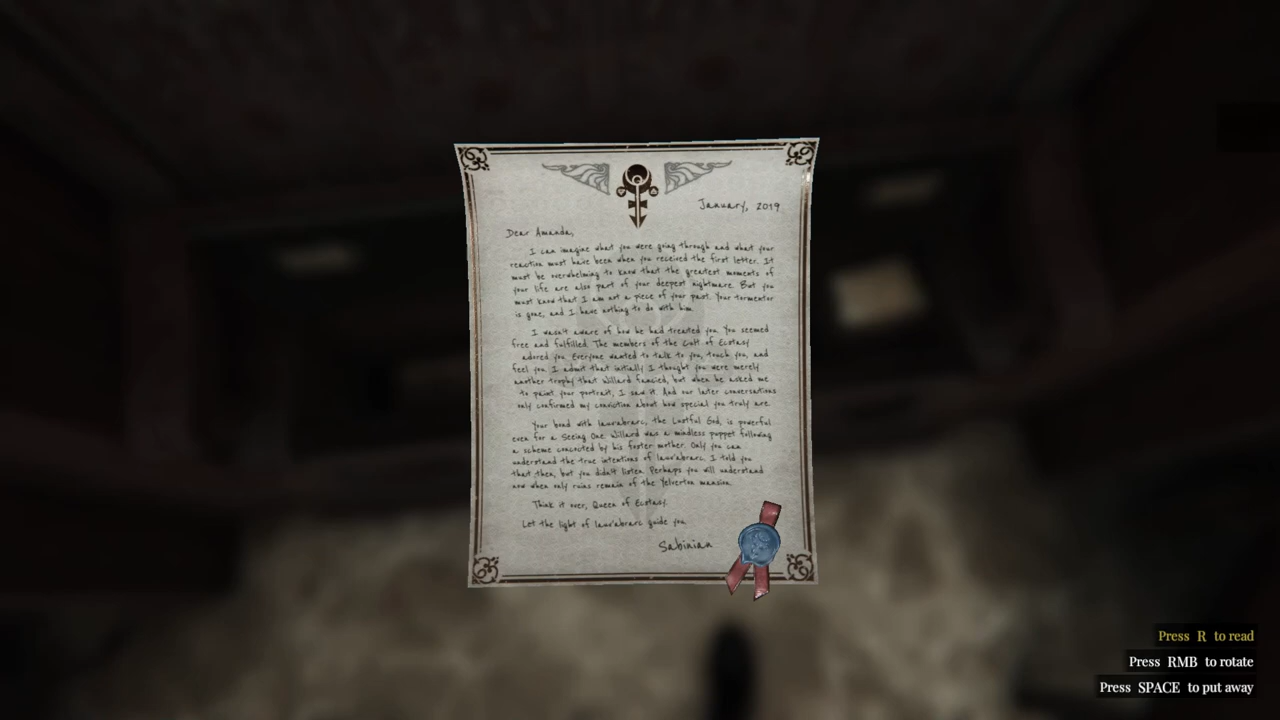 January, 2019
Dear Amanda,
I can imagine what you were going through and what your
reaction must have been when you received the first letter. It
must be overwhelming to know that the greatest moments of
your life are also part of your deepest nightmare. But you
must know that I am not a piece of your past. Your tormentor
is gone, and I have nothing to do with him.
I wasn't aware of how he had treated you. You seemed
free and fulfilled. The members of the Cult of Ecstasy
adored you. Everyone wanted to talk to you, touch you, and
feel you. I admit that initially I thought you were merely
another trophy that Willard fancied, but when he asked me
to paint your portrait, I saw it. And our later conversations
only confirmed my conviction about how special you truly are.
Your bond with laur'abrarc, the Lustful God, is powerful
even for a Seeing One. Willard was a mindless puppet following
a scheme concocted by his foster mother. Only you can
understand the true intentions of laur'abrarc. I told you
that then, but you didn't listen. Perhaps you will understand
now when only ruins remain of the Yelverton mansion.
Think it over, Queen of Ecstasy.
Let the light of laur'abrarc guide you.
Sabinian
Press R to read
Press RMB to rotate
Press SPACE to put away